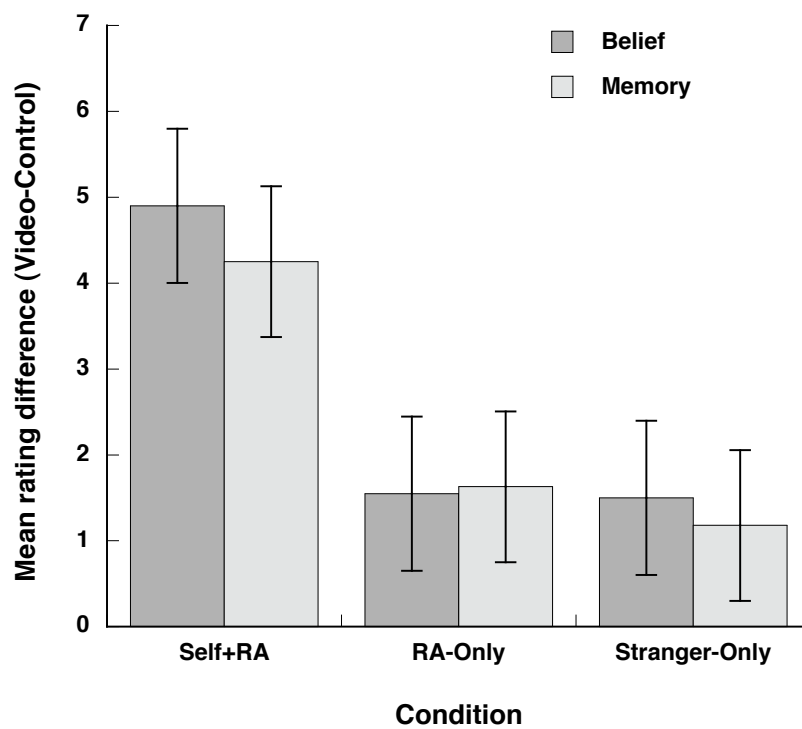 7
6
5
4
3
2
1
0
Mean rating difference (Video-Control)
Belief
Memory
Self+RA
RA-Only
Stranger-Only
Condition